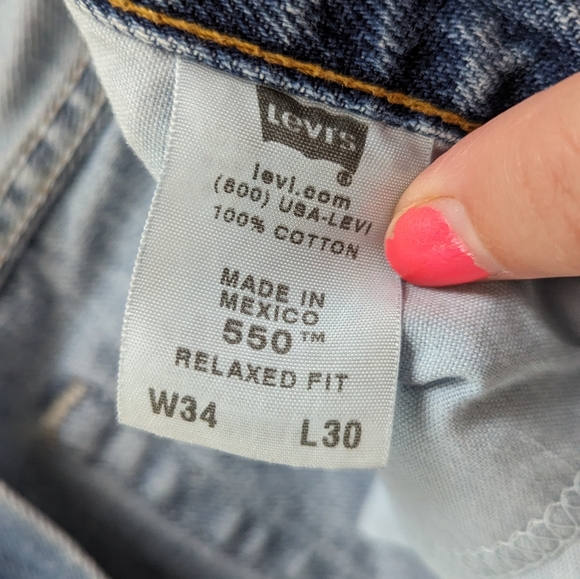 Levi's
®
levi.com
(800) USA-LEVI
100% COTTON
MADE IN
MEXICO
550™
RELAXED FIT
W34 L30